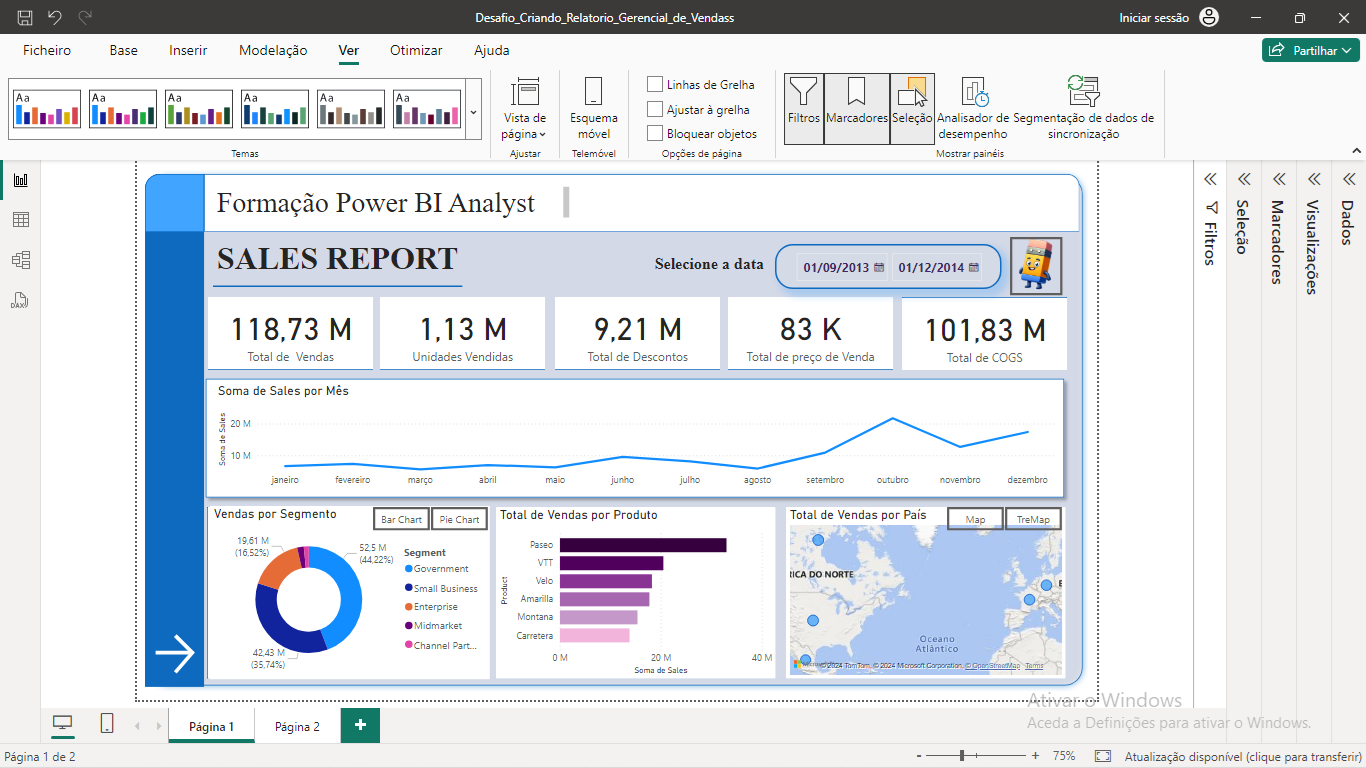 Desafio_Criando_Relatorio_Gerencial_de_Vendass
Iniciar sessão
Ficheiro
Base
Inserir
Modelação
Ver
Otimizar
Ajuda
Partilhar
Aa
Aa
Aa
Aa
Aa
Aa
Temas
Vista de página
Ajustar
Esquema móvel
Telemóvel
Linhas de Grelha
Ajustar à grelha
Bloquear objetos
Opções de página
Filtros
Marcadores
Seleção
Analisador de desempenho
Segmentação de dados de sincronização
Mostrar painéis
DAX
Formação Power BI Analyst
SALES REPORT
Selecione a data
01/09/2013
01/12/2014
118,73 M
Total de Vendas
1,13 M
Unidades Vendidas
9,21 M
Total de Descontos
83 K
Total de preço de Venda
101,83 M
Total de COGS
Soma de Sales por Mês
Soma de Sales
20 M
10 M
janeiro
fevereiro
março
abril
maio
junho
julho
agosto
setembro
outubro
novembro
dezembro
Vendas por Segmento
Bar Chart
Pie Chart
19,61 M
(16,52%)
52,5 M
(44,22%)
42,43 M
(35,74%)
Segment
Government
Small Business
Enterprise
Midmarket
Channel Part...
Total de Vendas por Produto
Product
Paseo
VTT
Velo
Amarilla
Montana
Carretera
0 M
20 M
40 M
Soma de Sales
Total de Vendas por País
Map
TreMap
RICA DO NORTE
E
Oceano
Atlântico
© 2024 TomTom, © 2024 Microsoft Corporation, © OpenStreetMap Terms
Filtros
Seleção
Marcadores
Visualizações
Dados
Ativar o Windows
Aceda a Definições para ativar o Windows.
Página 1
Página 2
Página 1 de 2
75%
Atualização disponível (clique para transferir)